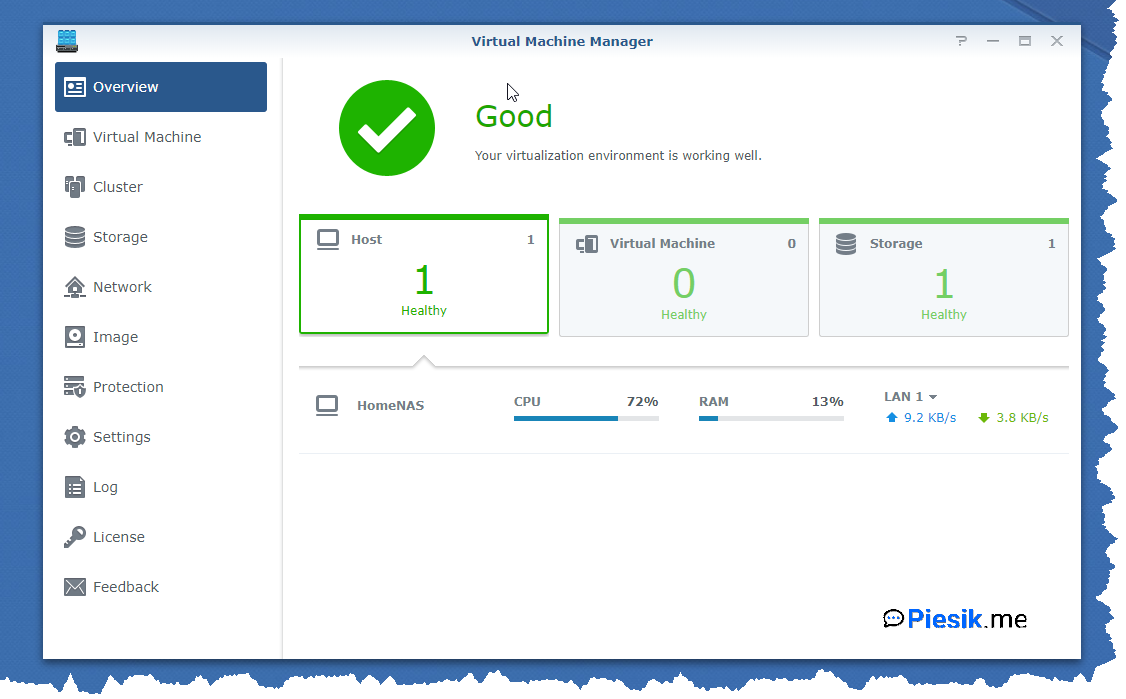 Virtual Machine Manager
?
Overview
Virtual Machine
Cluster
Storage
Network
Image
Protection
Settings
Log
License
Feedback
Good
Your virtualization environment is working well.
Host 1
1
Healthy
Virtual Machine 0
0
Healthy
Storage 1
1
Healthy
HomeNAS
CPU 72%
RAM 13%
LAN 1
9.2 KB/s 3.8 KB/s
Piesik.me